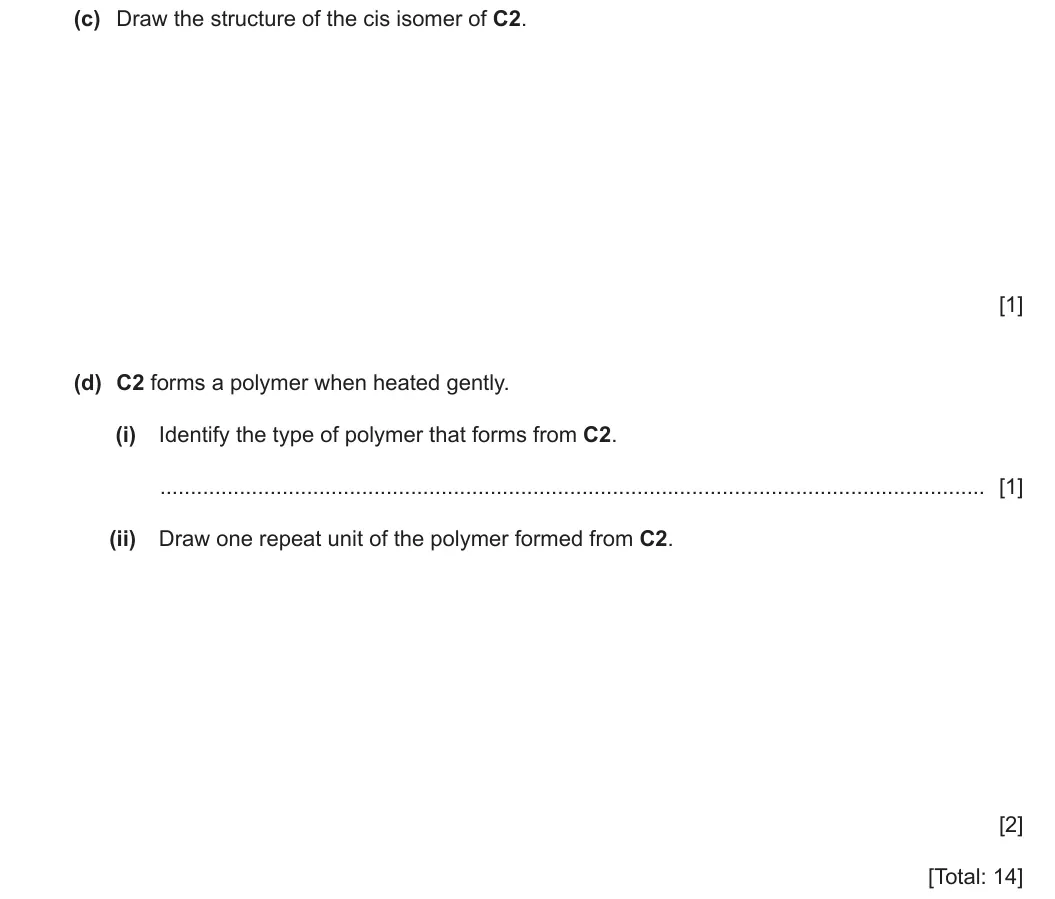 (c) Draw the structure of the cis isomer of C2.
[1]
(d) C2 forms a polymer when heated gently.
(i) Identify the type of polymer that forms from C2.
.......................................................................................................................................... [1]
(ii) Draw one repeat unit of the polymer formed from C2.
[2]
[Total: 14]